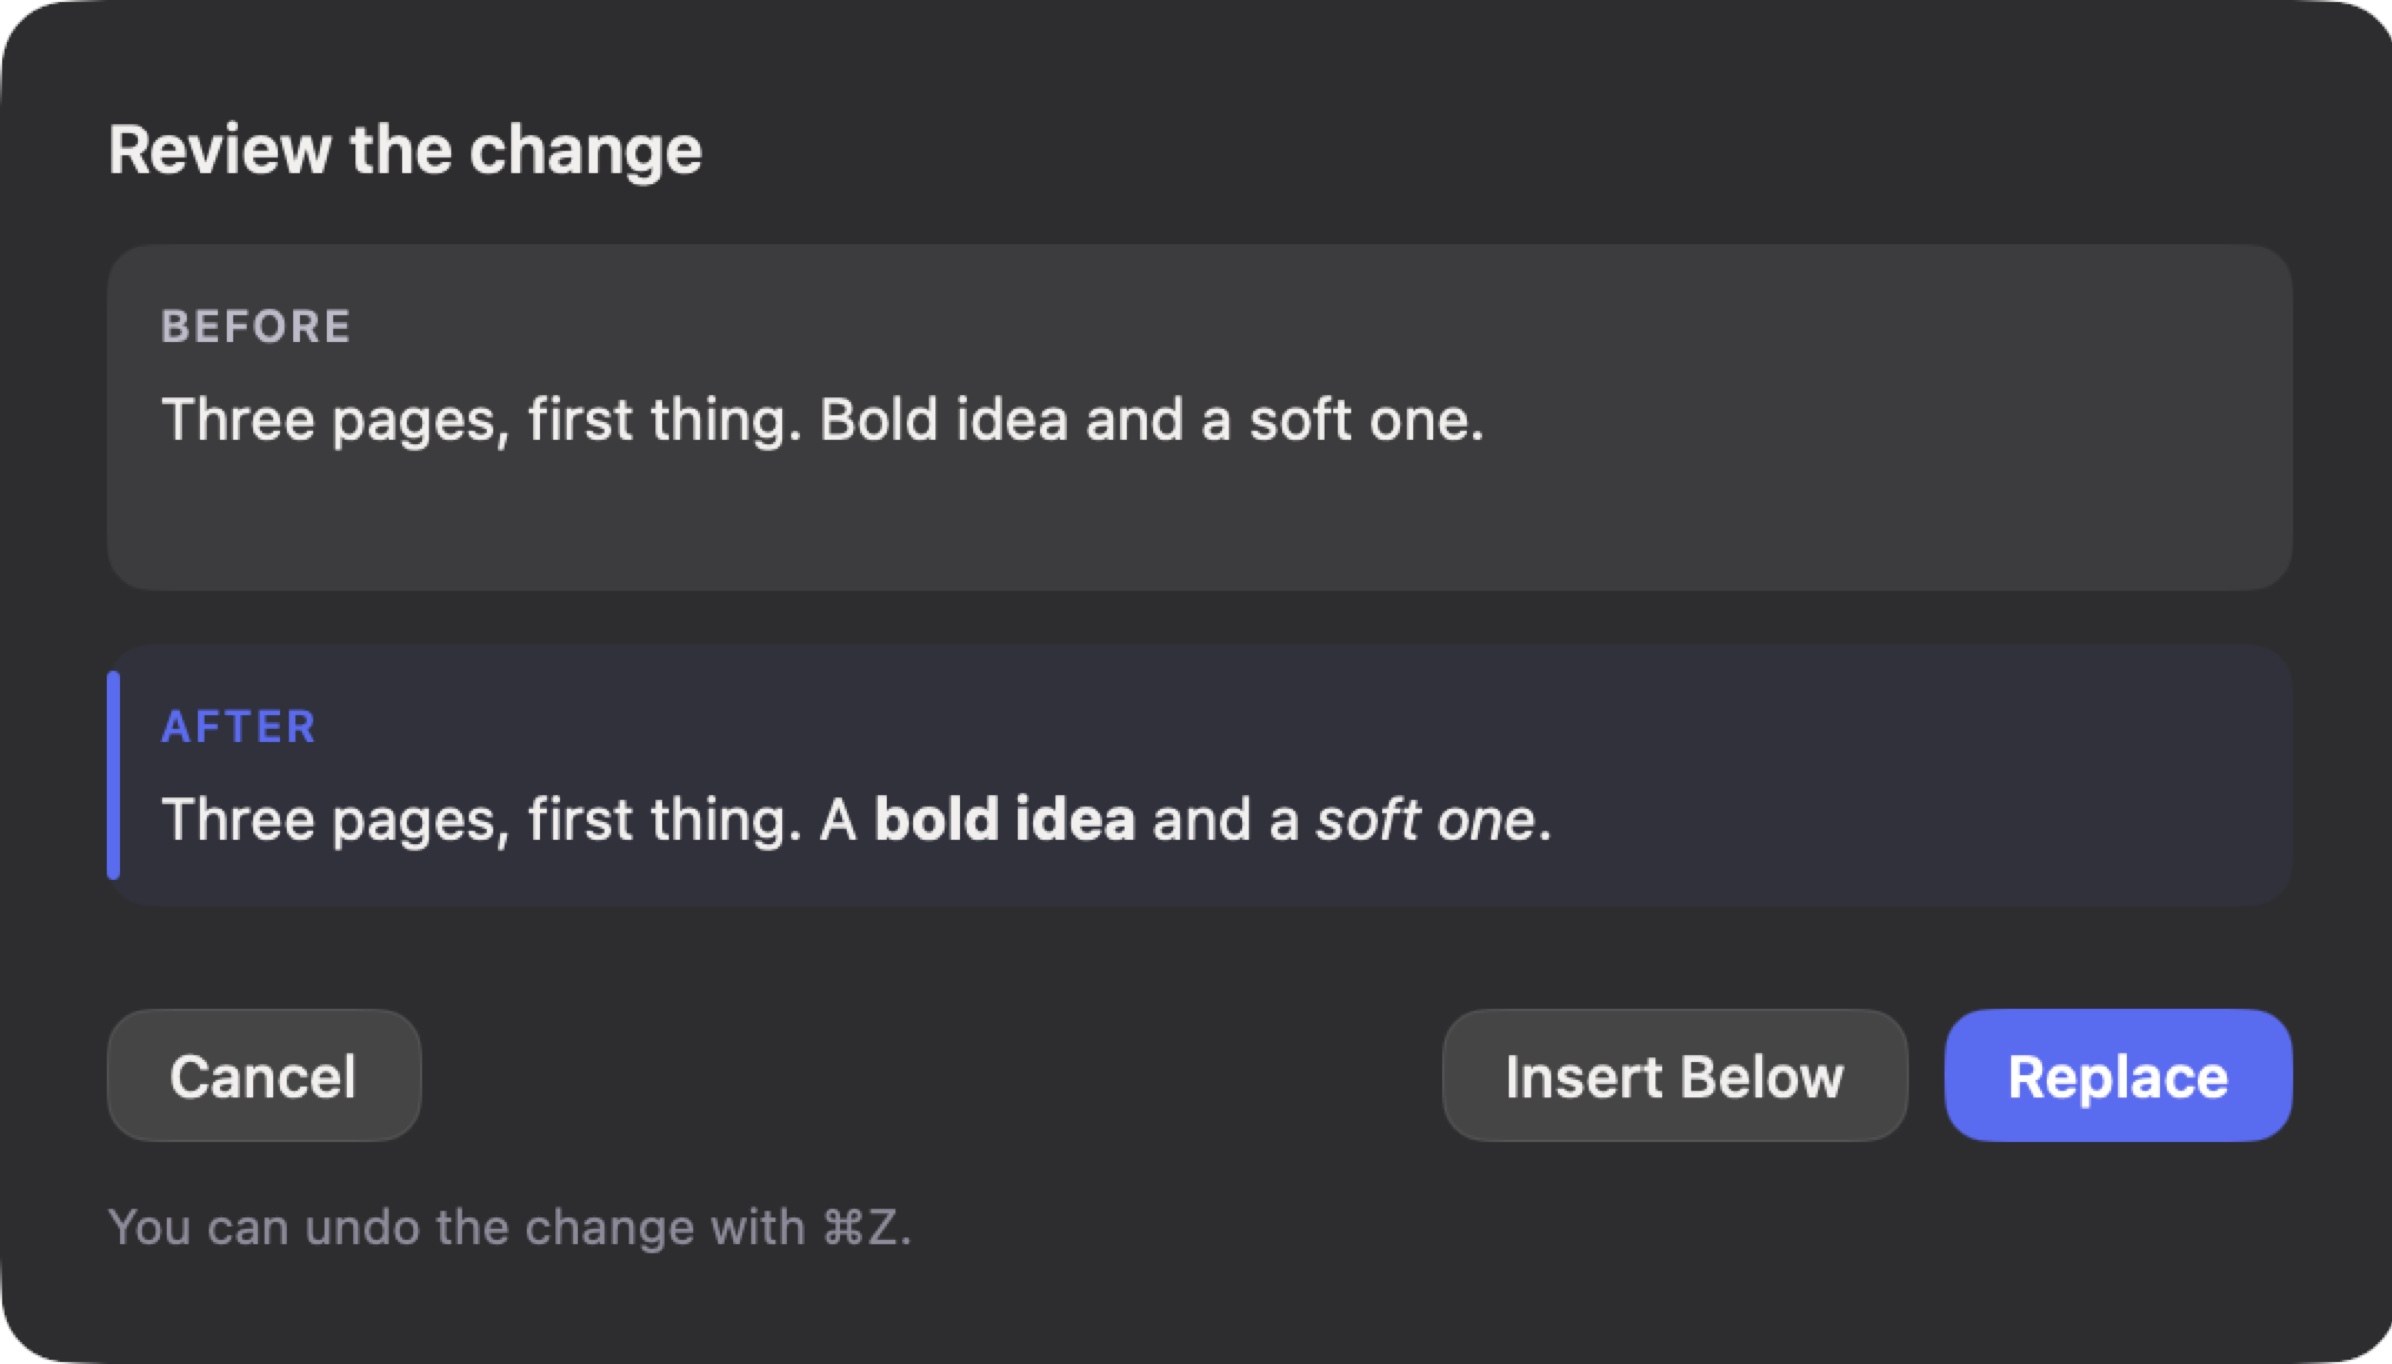 Review the change
BEFORE
Three pages, first thing. Bold idea and a soft one.
AFTER
Three pages, first thing. A bold idea and a soft one.
Cancel
Insert Below
Replace
You can undo the change with ⌘Z.